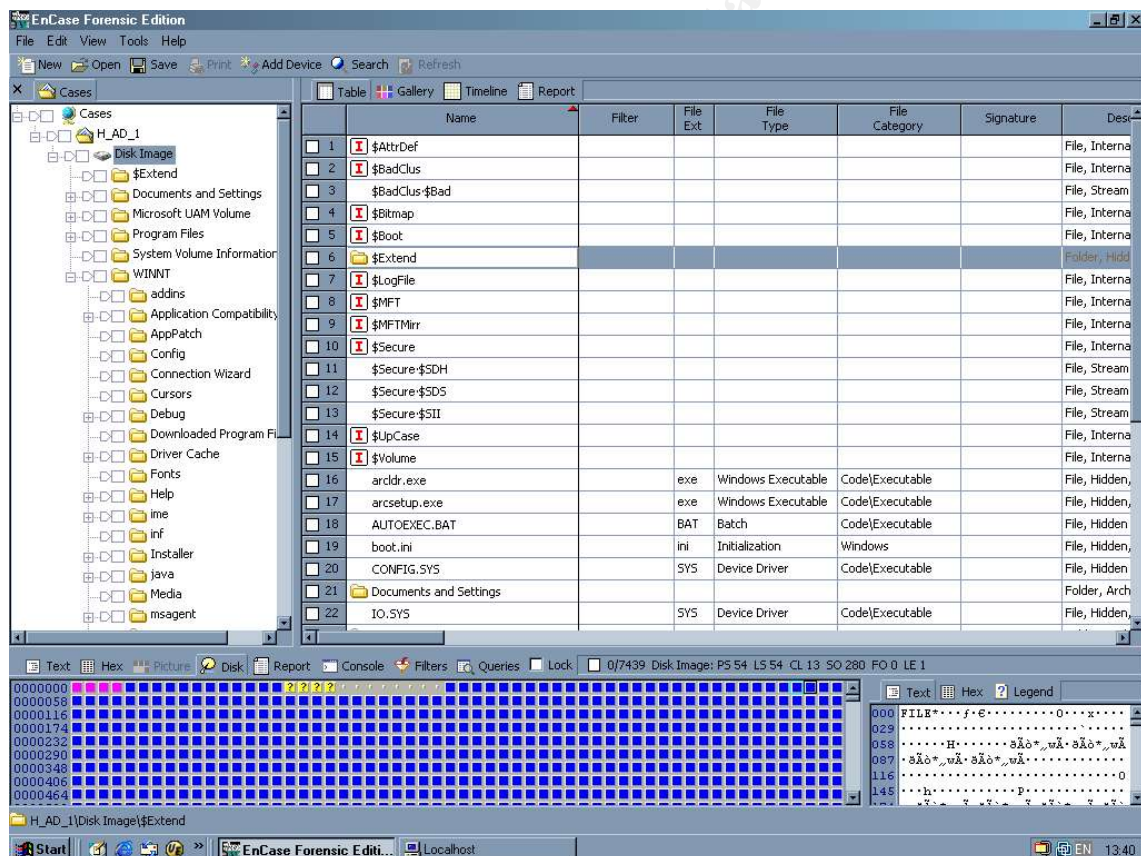 EnCase Forensic Edition
File Edit View Tools Help
New Open Save Print Add Device Search Refresh
Cases
Table Gallery Timeline Report
Cases
H_AD_1
Disk Image
$Extend
Documents and Settings
Microsoft UAM Volume
Program Files
System Volume Information
WINNT
addins
Application Compatibility
AppPatch
Config
Connection Wizard
Cursors
Debug
Downloaded Program Fi
Driver Cache
Fonts
Help
ime
inf
Installer
java
Media
msagent
Name Filter File Ext File Type File Category Signature Desc
1 I $AttrDef File, Interna
2 I $BadClus File, Interna
3 $BadClus·$Bad File, Stream
4 I $Bitmap File, Interna
5 I $Boot File, Interna
6 $Extend Folder, Hidd
7 I $LogFile File, Interna
8 I $MFT File, Interna
9 I $MFTMirr File, Interna
10 I $Secure File, Interna
11 $Secure·$SDH File, Stream
12 $Secure·$SDS File, Stream
13 $Secure·$SII File, Stream
14 I $UpCase File, Interna
15 I $Volume File, Interna
16 arcldr.exe exe Windows Executable Code\Executable File, Hidden,
17 arcsetup.exe exe Windows Executable Code\Executable File, Hidden,
18 AUTOEXEC.BAT BAT Batch Code\Executable File, Hidden
19 boot.ini ini Initialization Windows File, Hidden,
20 CONFIG.SYS SYS Device Driver Code\Executable File, Hidden
21 Documents and Settings Folder, Arch
22 IO.SYS SYS Device Driver Code\Executable File, Hidden,
Text Hex Picture Disk Report Console Filters Queries Lock 0/7439 Disk Image: PS 54 LS 54 CL 13 SO 280 FO 0 LE 1
0000000 ? ? ? ?
0000058
0000116
0000174
0000232
0000290
0000348
0000406
0000464
Text Hex Legend
000 FILE*
029
058
087
116
145
H_AD_1\Disk Image\$Extend
Start » EnCase Forensic Editi... Localhost EN 13:40